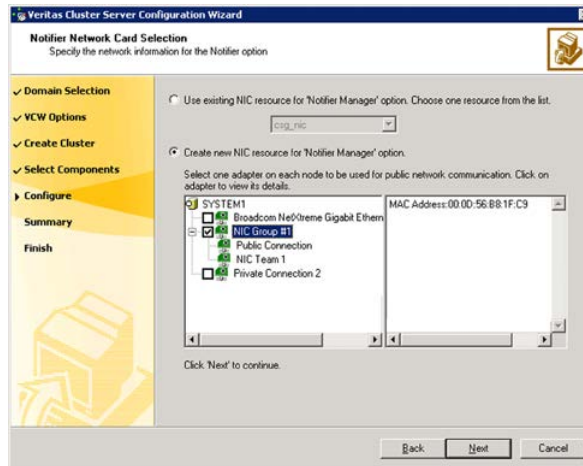 Veritas Cluster Server Configuration Wizard
Notifier Network Card Selection
Specify the network information for the Notifier option
Domain Selection
VCW Options
Create Cluster
Select Components
Configure
Summary
Finish
Use existing NIC resource for 'Notifier Manager' option. Choose one resource from the list.
csg_nic
Create new NIC resource for 'Notifier Manager' option.
Select one adapter on each node to be used for public network communication. Click on
adapter to view its details.
SYSTEM1
Broadcom NetXtreme Gigabit Ethern
NIC Group #1
Public Connection
NIC Team 1
Private Connection 2
MAC Address:00:0D:56:B8:1F:C9
Click 'Next' to continue.
Back
Next
Cancel